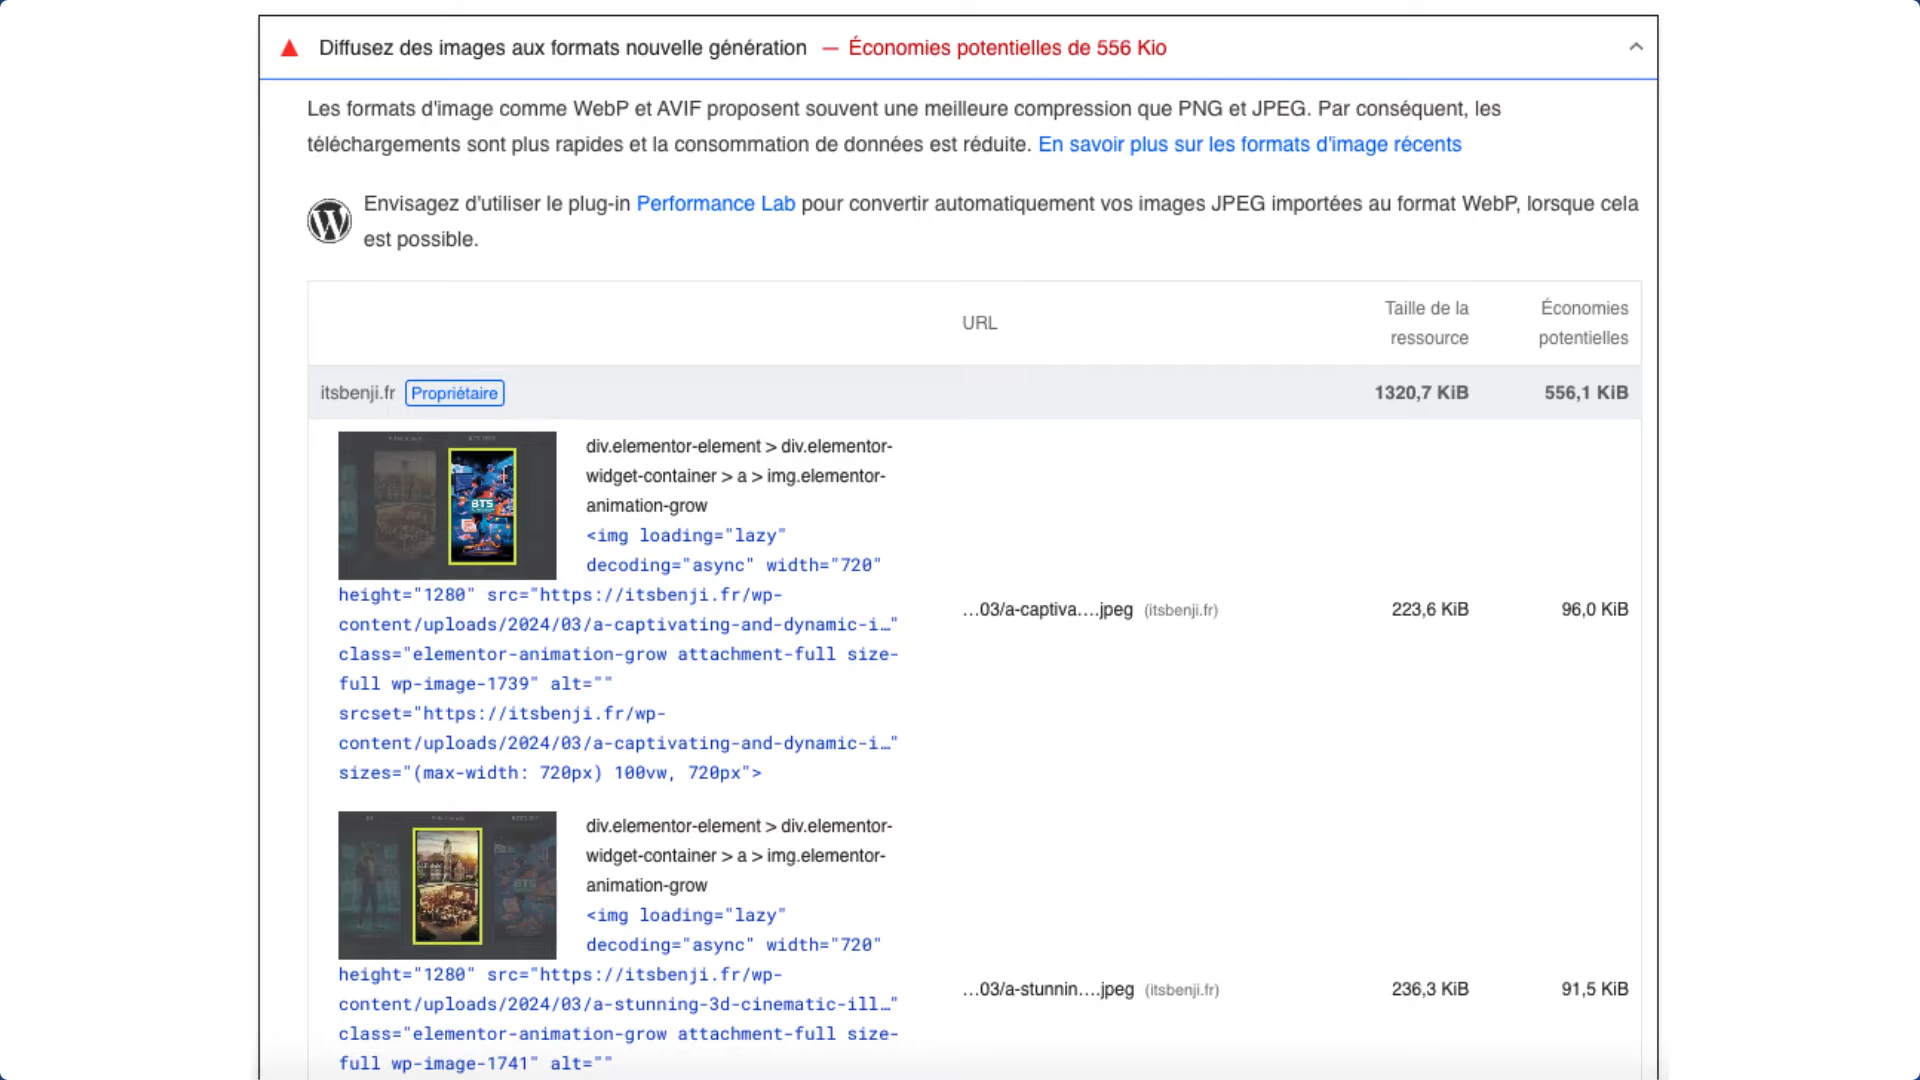 Diffusez des images aux formats nouvelle génération — Économies potentielles de 556 Kio
Les formats d'image comme WebP et AVIF proposent souvent une meilleure compression que PNG et JPEG. Par conséquent, les
téléchargements sont plus rapides et la consommation de données est réduite. En savoir plus sur les formats d'image récents
Envisagez d'utiliser le plug-in Performance Lab pour convertir automatiquement vos images JPEG importées au format WebP, lorsque cela
est possible.
URL
Taille de la
ressource
Économies
potentielles
itsbenji.fr Propriétaire 1320,7 KiB 556,1 KiB
BTS
div.elementor-element > div.elementor-
widget-container > a > img.elementor-
animation-grow
<img loading="lazy"
decoding="async" width="720"
height="1280" src="https://itsbenji.fr/wp-
content/uploads/2024/03/a-captivating-and-dynamic-i…"
class="elementor-animation-grow attachment-full size-
full wp-image-1739" alt=""
srcset="https://itsbenji.fr/wp-
content/uploads/2024/03/a-captivating-and-dynamic-i…"
sizes="(max-width: 720px) 100vw, 720px">
…03/a-captiva….jpeg (itsbenji.fr) 223,6 KiB 96,0 KiB
BTS
div.elementor-element > div.elementor-
widget-container > a > img.elementor-
animation-grow
<img loading="lazy"
decoding="async" width="720"
height="1280" src="https://itsbenji.fr/wp-
content/uploads/2024/03/a-stunning-3d-cinematic-ill…"
class="elementor-animation-grow attachment-full size-
full wp-image-1741" alt=""
…03/a-stunnin….jpeg (itsbenji.fr) 236,3 KiB 91,5 KiB